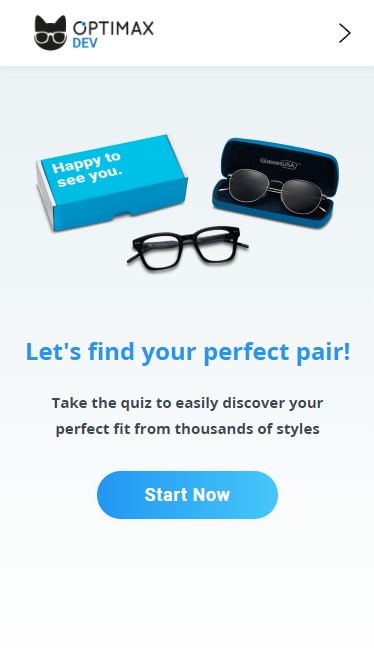 OPTIMAX
DEV
Happy to
see you.
GlassesUSA
Let's find your perfect pair!
Take the quiz to easily discover your
perfect fit from thousands of styles
Start Now